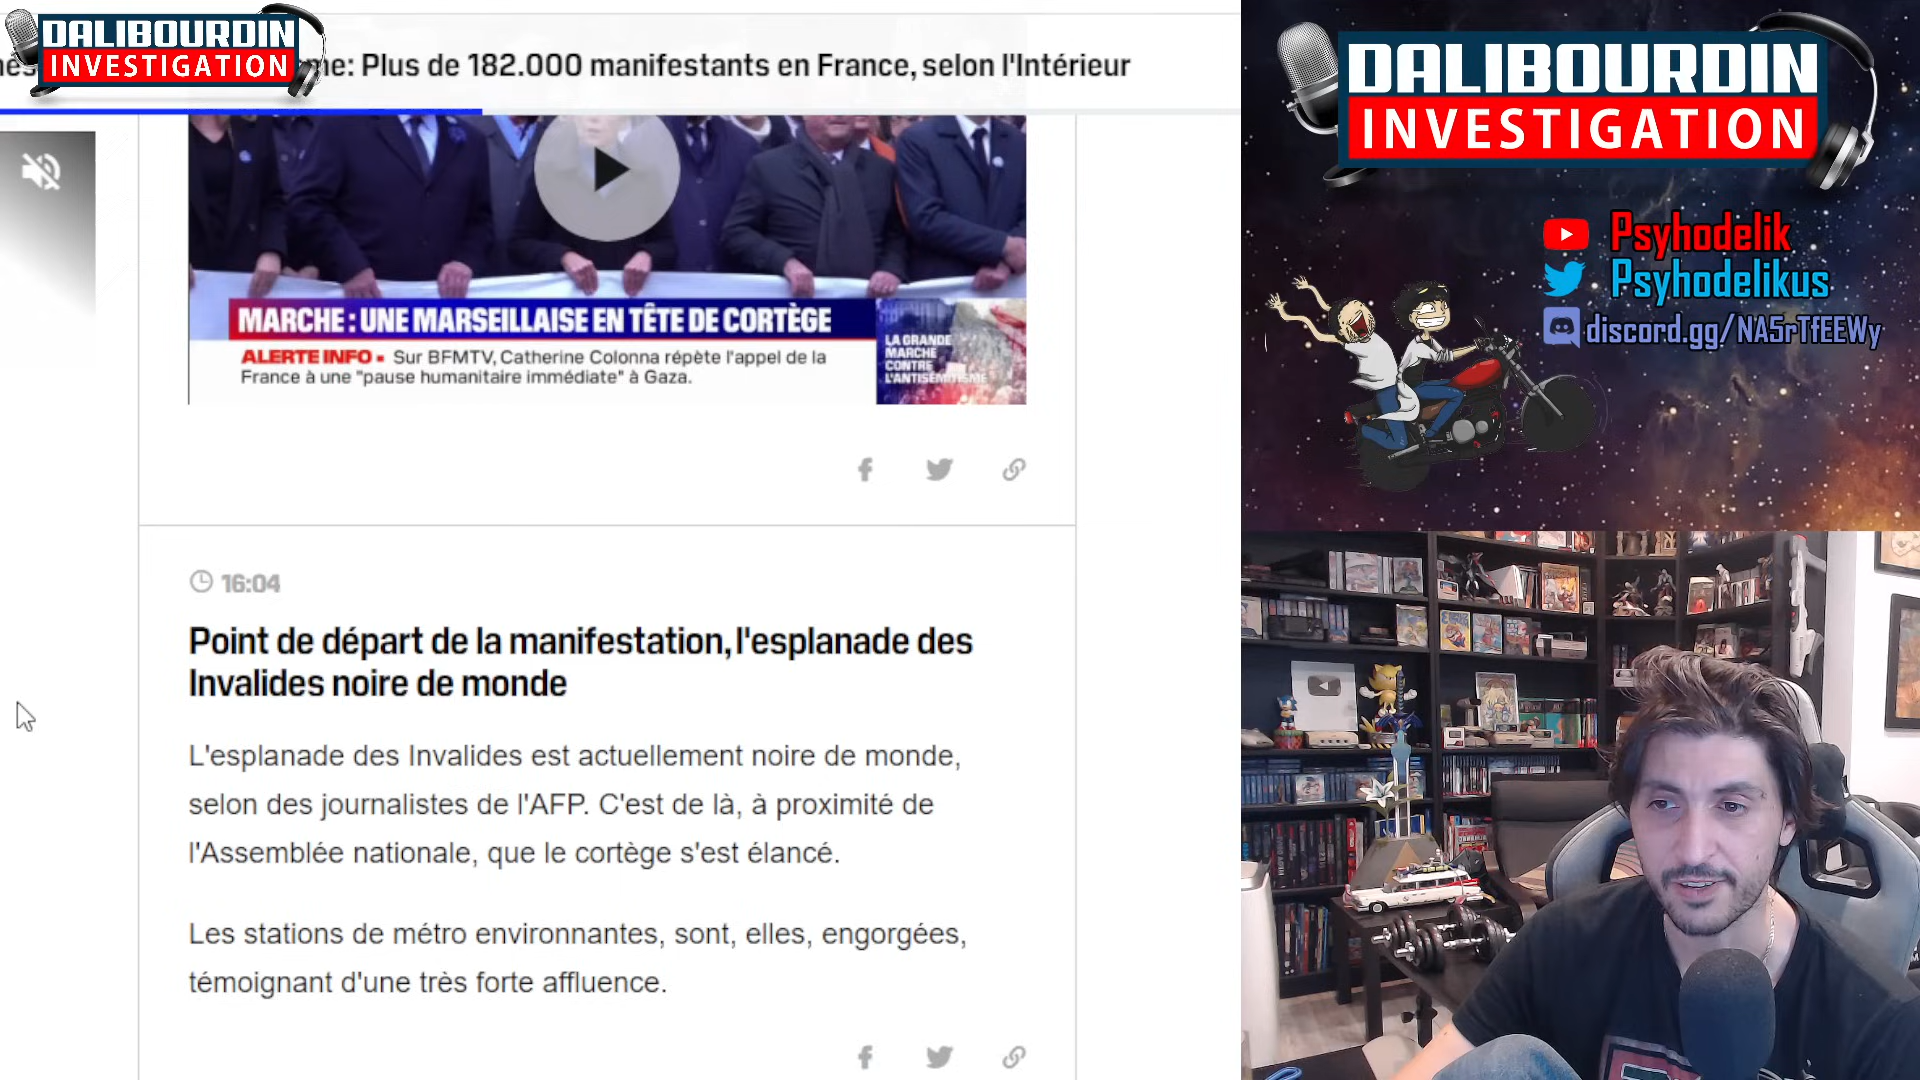 DALIBOURDIN
INVESTIGATION
me: Plus de 182.000 manifestants en France, selon l'Intérieur
MARCHE : UNE MARSEILLAISE EN TÊTE DE CORTÈGE
ALERTE INFO • Sur BFMTV, Catherine Colonna répète l'appel de la
France à une "pause humanitaire immédiate" à Gaza.
LA GRANDE
MARCHE
CONTRE
L'ANTISÉMITISME
16:04
Point de départ de la manifestation, l'esplanade des
Invalides noire de monde
L'esplanade des Invalides est actuellement noire de monde,
selon des journalistes de l'AFP. C'est de là, à proximité de
l'Assemblée nationale, que le cortège s'est élancé.
Les stations de métro environnantes, sont, elles, engorgées,
témoignant d'une très forte affluence.
DALIBOURDIN
INVESTIGATION
Psyhodelik
Psyhodelikus
discord.gg/NA5rTfEEWy